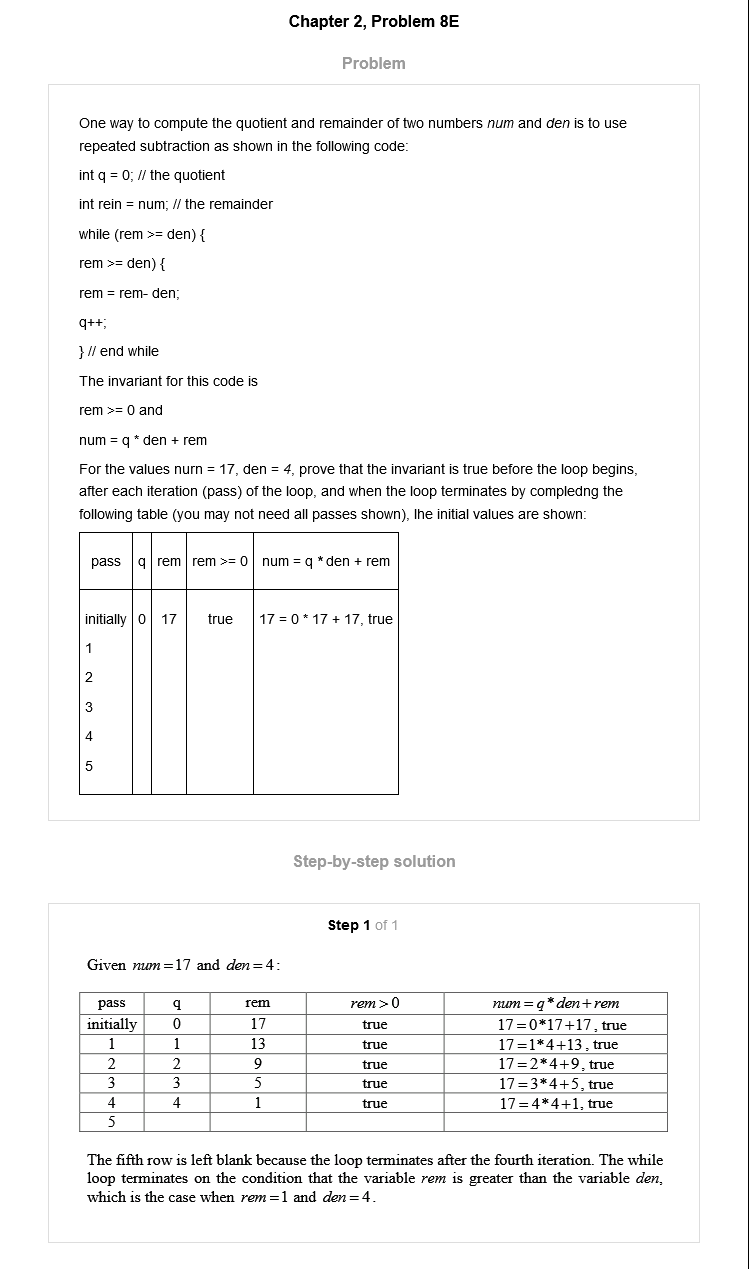 Chapter 2, Problem 8E
Problem
One way to compute the quotient and remainder of two numbers num and den is to use
repeated subtraction as shown in the following code:
int q = 0; // the quotient
int rein = num; // the remainder
while (rem >= den) {
rem >= den) {
rem = rem- den;
q++;
} // end while
The invariant for this code is
rem >= 0 and
num = q * den + rem
For the values nurn = 17, den = 4, prove that the invariant is true before the loop begins,
after each iteration (pass) of the loop, and when the loop terminates by compledng the
following table (you may not need all passes shown), lhe initial values are shown:
pass q rem rem >= 0 num = q * den + rem
initially 0 17 true 17 = 0 * 17 + 17, true
1
2
3
4
5
Step-by-step solution
Step 1 of 1
Given num=17 and den=4:
pass q rem rem>0 num=q*den+rem
initially 0 17 true 17=0*17+17, true
1 1 13 true 17=1*4+13, true
2 2 9 true 17=2*4+9, true
3 3 5 true 17=3*4+5, true
4 4 1 true 17=4*4+1, true
5
The fifth row is left blank because the loop terminates after the fourth iteration. The while
loop terminates on the condition that the variable rem is greater than the variable den,
which is the case when rem=1 and den=4.